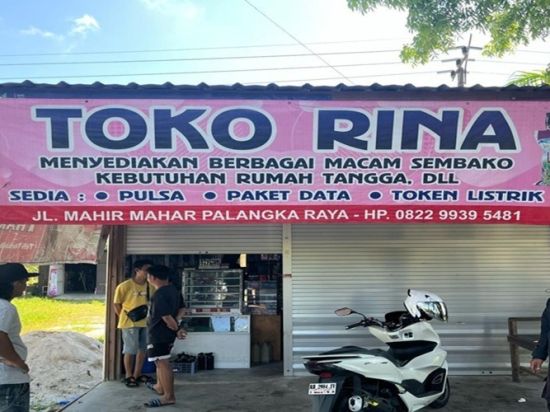 TOKO RINA
MENYEDIAKAN BERBAGAI MACAM SEMBAKO
KEBUTUHAN RUMAH TANGGA, DLL
SEDIA : ● PULSA ● PAKET DATA ● TOKEN LISTRIK
JL. MAHIR MAHAR PALANGKA RAYA - HP. 0822 9939 5481